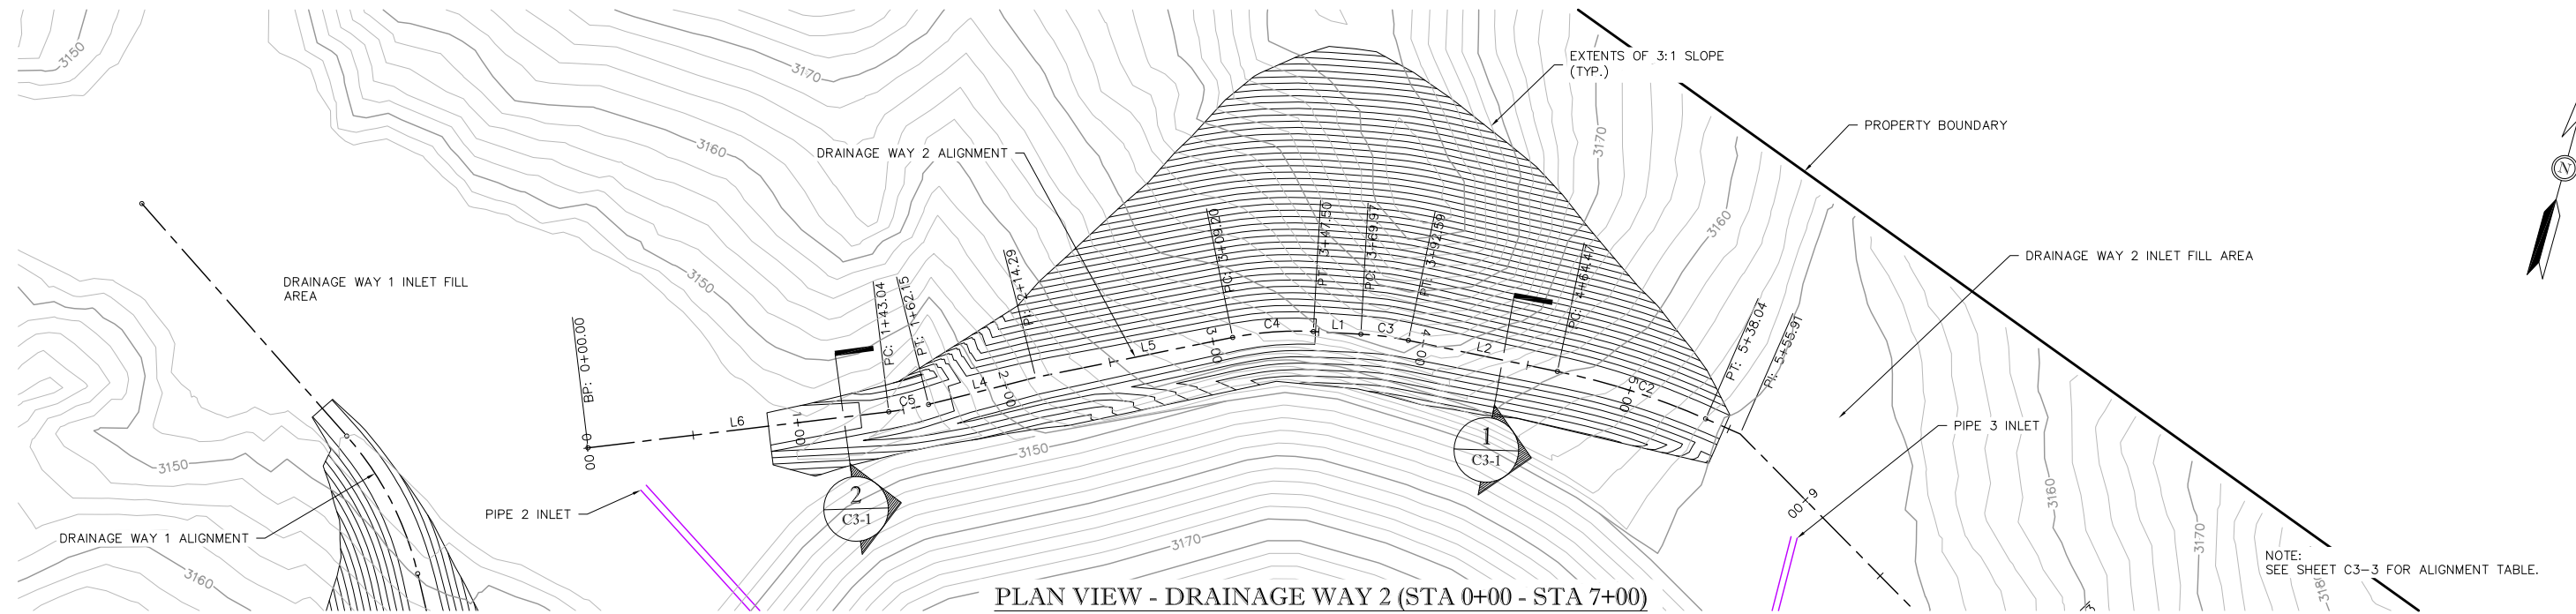 3150
3170
EXTENTS OF 3:1 SLOPE
(TYP.)
3170
PROPERTY BOUNDARY
3160
DRAINAGE WAY 2 ALIGNMENT
N
3160
DRAINAGE WAY 2 INLET FILL AREA
DRAINAGE WAY 1 INLET FILL
AREA
3150
BP: 0+00.00
PC: 1+43.04
PT: 1+62.15
PI: 2+14.29
PC: 3+09.20
PT: 3+47.50
PC: 3+69.97
PT: 3+92.59
PC: 4+64.47
PT: 5+38.04
PI: 5+55.91
L6
C5
L4
L5
C4
L1
C3
L2
C2
0+00
1+00
2+00
3+00
4+00
5+00
6+00
3150
3150
1
C3-1
2
C3-1
PIPE 3 INLET
PIPE 2 INLET
DRAINAGE WAY 1 ALIGNMENT
3160
3170
3160
3170
NOTE:
SEE SHEET C3-3 FOR ALIGNMENT TABLE.
PLAN VIEW - DRAINAGE WAY 2 (STA 0+00 - STA 7+00)